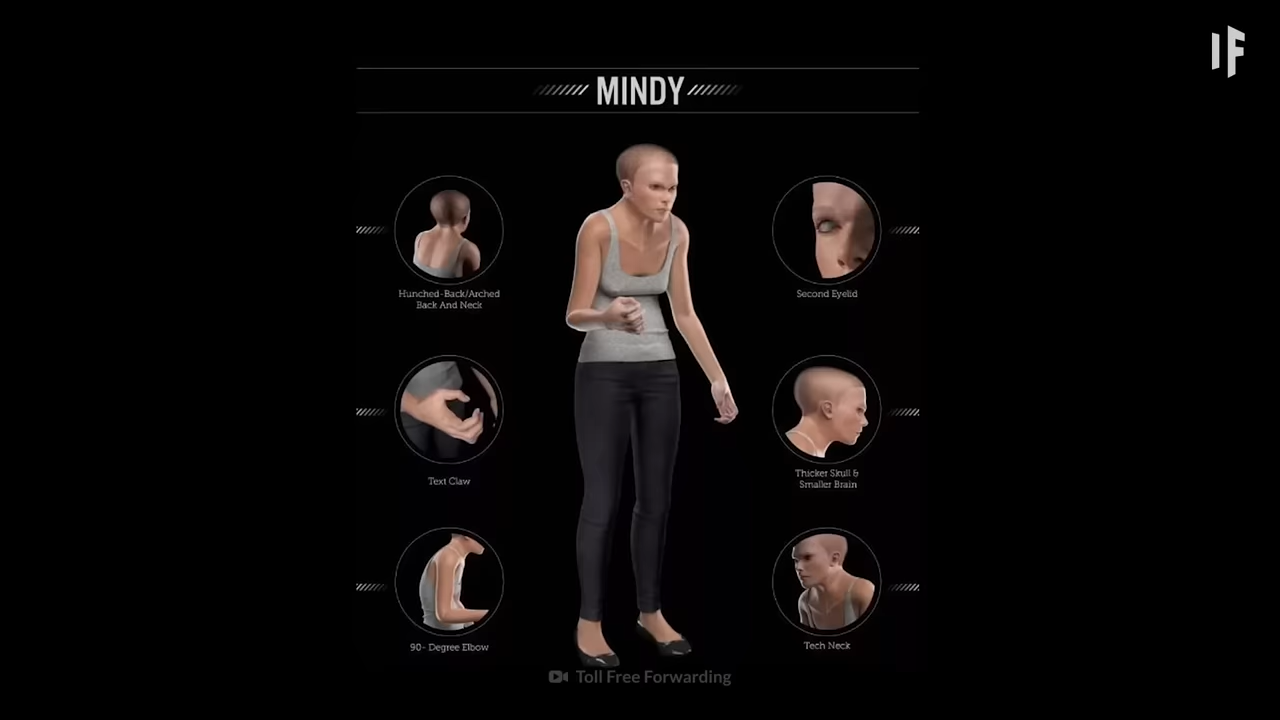 IF
MINDY
Hunched-Back/Arched
Back And Neck
Second Eyelid
Text Claw
Thicker Skull &
Smaller Brain
90- Degree Elbow
Tech Neck
Toll Free Forwarding